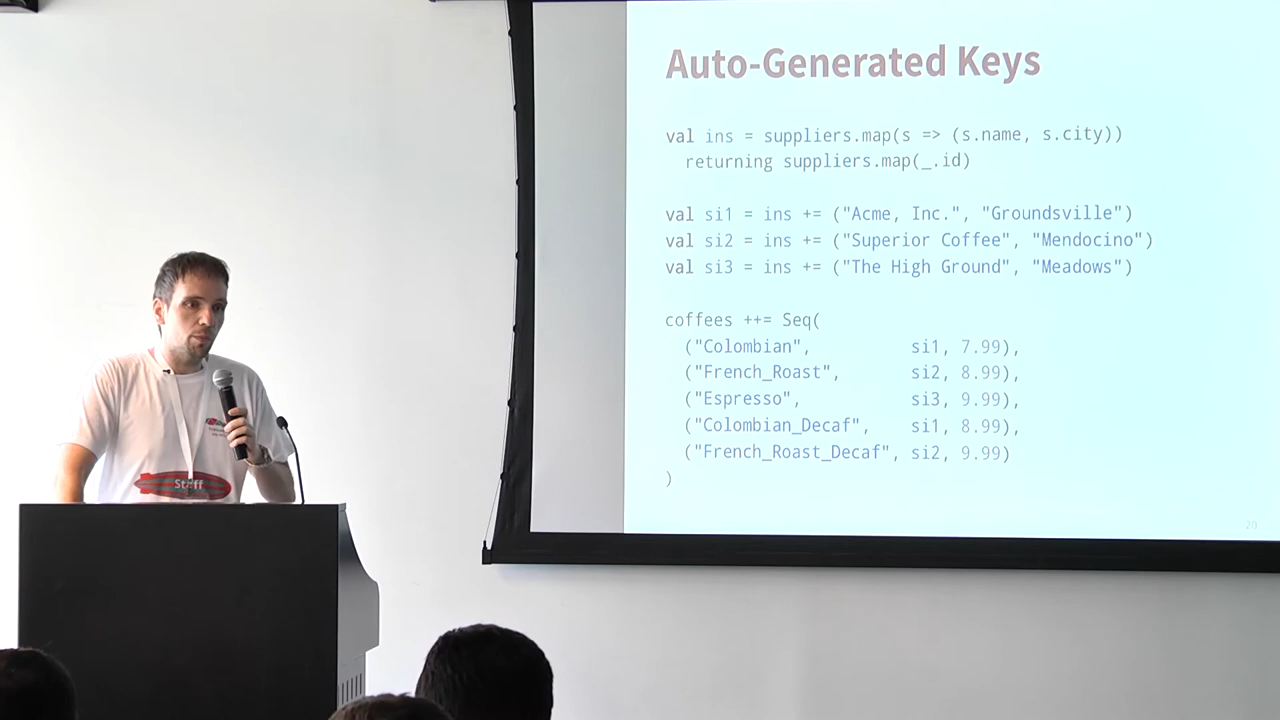 Auto-Generated Keys
val ins = suppliers.map(s => (s.name, s.city))
returning suppliers.map(_.id)
val si1 = ins += ("Acme, Inc.", "Groundsville")
val si2 = ins += ("Superior Coffee", "Mendocino")
val si3 = ins += ("The High Ground", "Meadows")
coffees ++= Seq(
("Colombian", si1, 7.99),
("French_Roast", si2, 8.99),
("Espresso", si3, 9.99),
("Colombian_Decaf", si1, 8.99),
("French_Roast_Decaf", si2, 9.99)
)
20
Staff